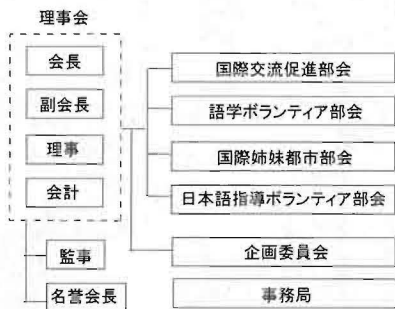 理事会
会長
副会長
理事
会計
監事
名誉会長
国際交流促進部会
語学ボランティア部会
国際姉妹都市部会
日本語指導ボランティア部会
企画委員会
事務局